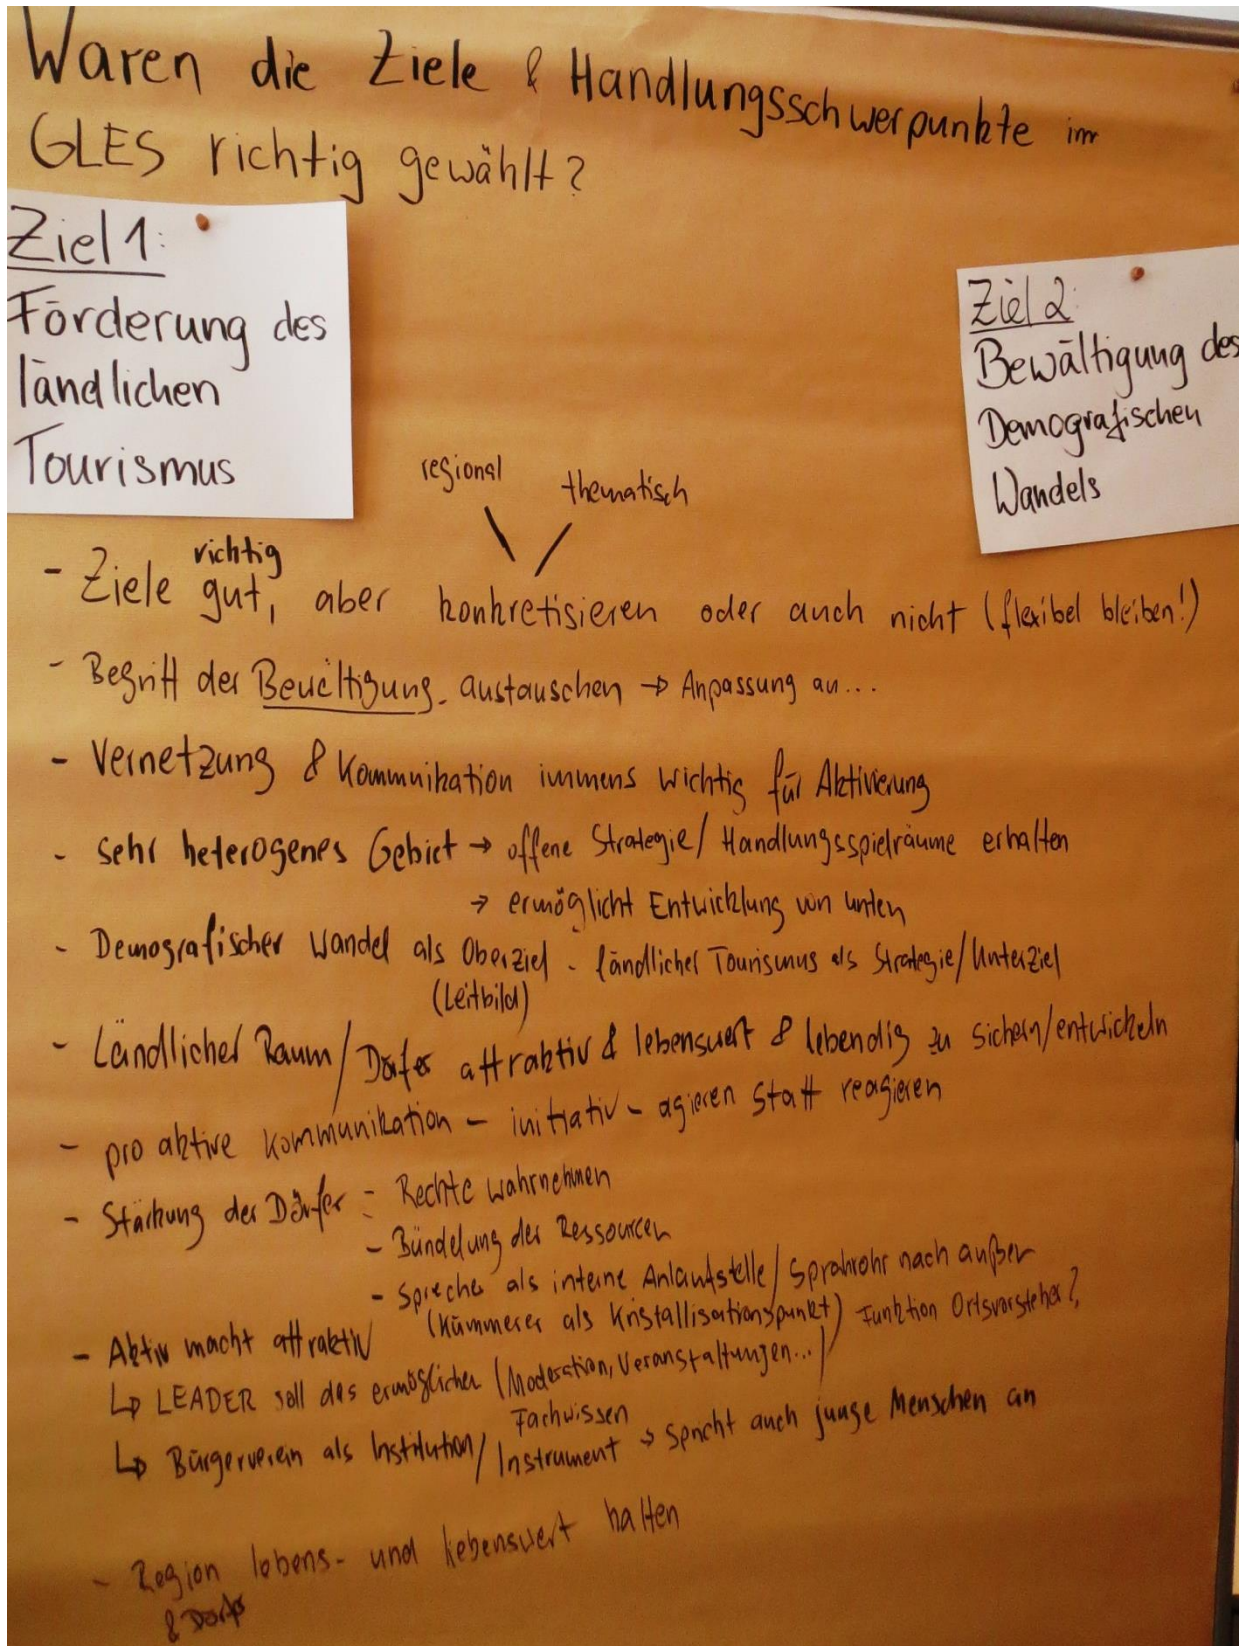 Waren die Ziele & Handlungsschwerpunkte im
GLES richtig gewählt?
Ziel 1:
Förderung des
ländlichen
Tourismus
Ziel 2:
Bewältigung des
Demografischen
Wandels
regional thematisch
richtig
- Ziele gut, aber konkretisieren oder auch nicht (flexibel bleiben!)
- Begriff der Bewältigung austauschen → Anpassung an...
- Vernetzung & Kommunikation immens wichtig für Aktivierung
- sehr heterogenes Gebiet → offene Strategie/Handlungsspielräume erhalten
→ ermöglicht Entwicklung von unten
- Demografischer Wandel als Oberziel - ländlicher Tourismus als Strategie/Unterziel
(Leitbild)
- Ländlicher Raum/Dörfer attraktiv & lebenswert & lebendig zu sichern/entwickeln
- pro aktive Kommunikation - initiativ - agieren statt reagieren
- Stärkung der Dörfer - Rechte wahrnehmen
- Bündelung der Ressourcen
- Sprecher als interne Anlaufstelle/Sprahrohr nach außen
(Kümmerer als Kristallisationspunkt) Funktion Ortsvorsteher?
- Aktiv macht attraktiv
↳ LEADER soll das ermöglichen (Moderation, Veranstaltungen...)
Fachwissen
↳ Bürgerverein als Institution/Instrument → spricht auch junge Menschen an
- Region lebens- und liebenswert halten
& Dorf